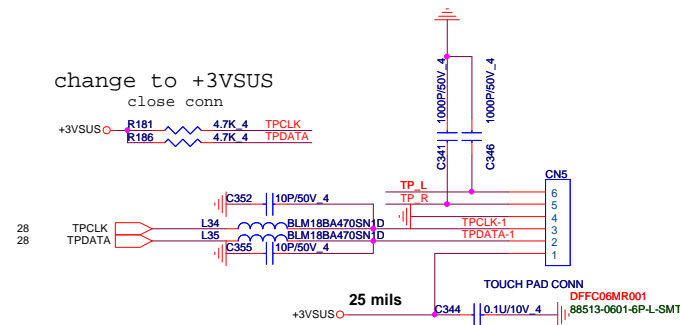 change to +3VSUS
close conn
+3VSUS
R181 4.7K_4 TPCLK
R186 4.7K_4 TPDATA
1000P/50V_4
1000P/50V_4
C341
C346
CN5
TP_L 6
TP_R 5
4
TPCLK-1 3
TPDATA-1 2
1
C352 10P/50V_4
28 TPCLK L34 BLM18BA470SN1D
28 TPDATA L35 BLM18BA470SN1D
C355 10P/50V_4
TOUCH PAD CONN
DFFC06MR001
88513-0601-6P-L-SMT
25 mils
+3VSUS
C344 0.1U/10V_4